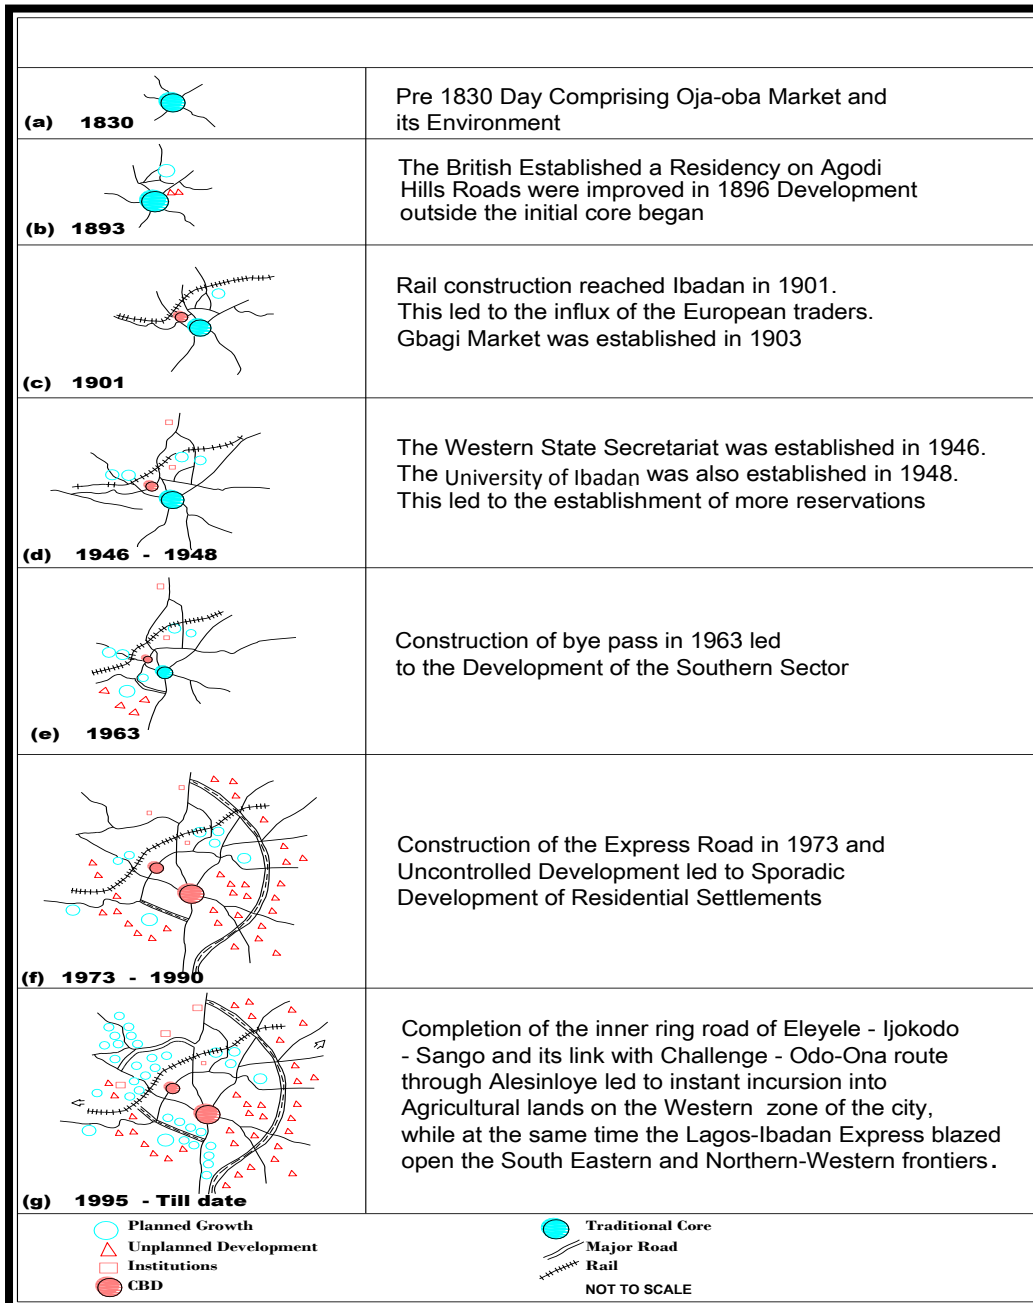 (a) 1830
Pre 1830 Day Comprising Oja-oba Market and
its Environment
(b) 1893
The British Established a Residency on Agodi
Hills Roads were improved in 1896 Development
outside the initial core began
(c) 1901
Rail construction reached Ibadan in 1901.
This led to the influx of the European traders.
Gbagi Market was established in 1903
(d) 1946 - 1948
The Western State Secretariat was established in 1946.
The University of Ibadan was also established in 1948.
This led to the establishment of more reservations
(e) 1963
Construction of bye pass in 1963 led
to the Development of the Southern Sector
(f) 1973 - 1990
Construction of the Express Road in 1973 and
Uncontrolled Development led to Sporadic
Development of Residential Settlements
(g) 1995 - Till date
Completion of the inner ring road of Eleyele - Ijokodo
- Sango and its link with Challenge - Odo-Ona route
through Alesinloye led to instant incursion into
Agricultural lands on the Western zone of the city,
while at the same time the Lagos-Ibadan Express blazed
open the South Eastern and Northern-Western frontiers.
Planned Growth
Unplanned Development
Institutions
CBD
Traditional Core
Major Road
Rail
NOT TO SCALE